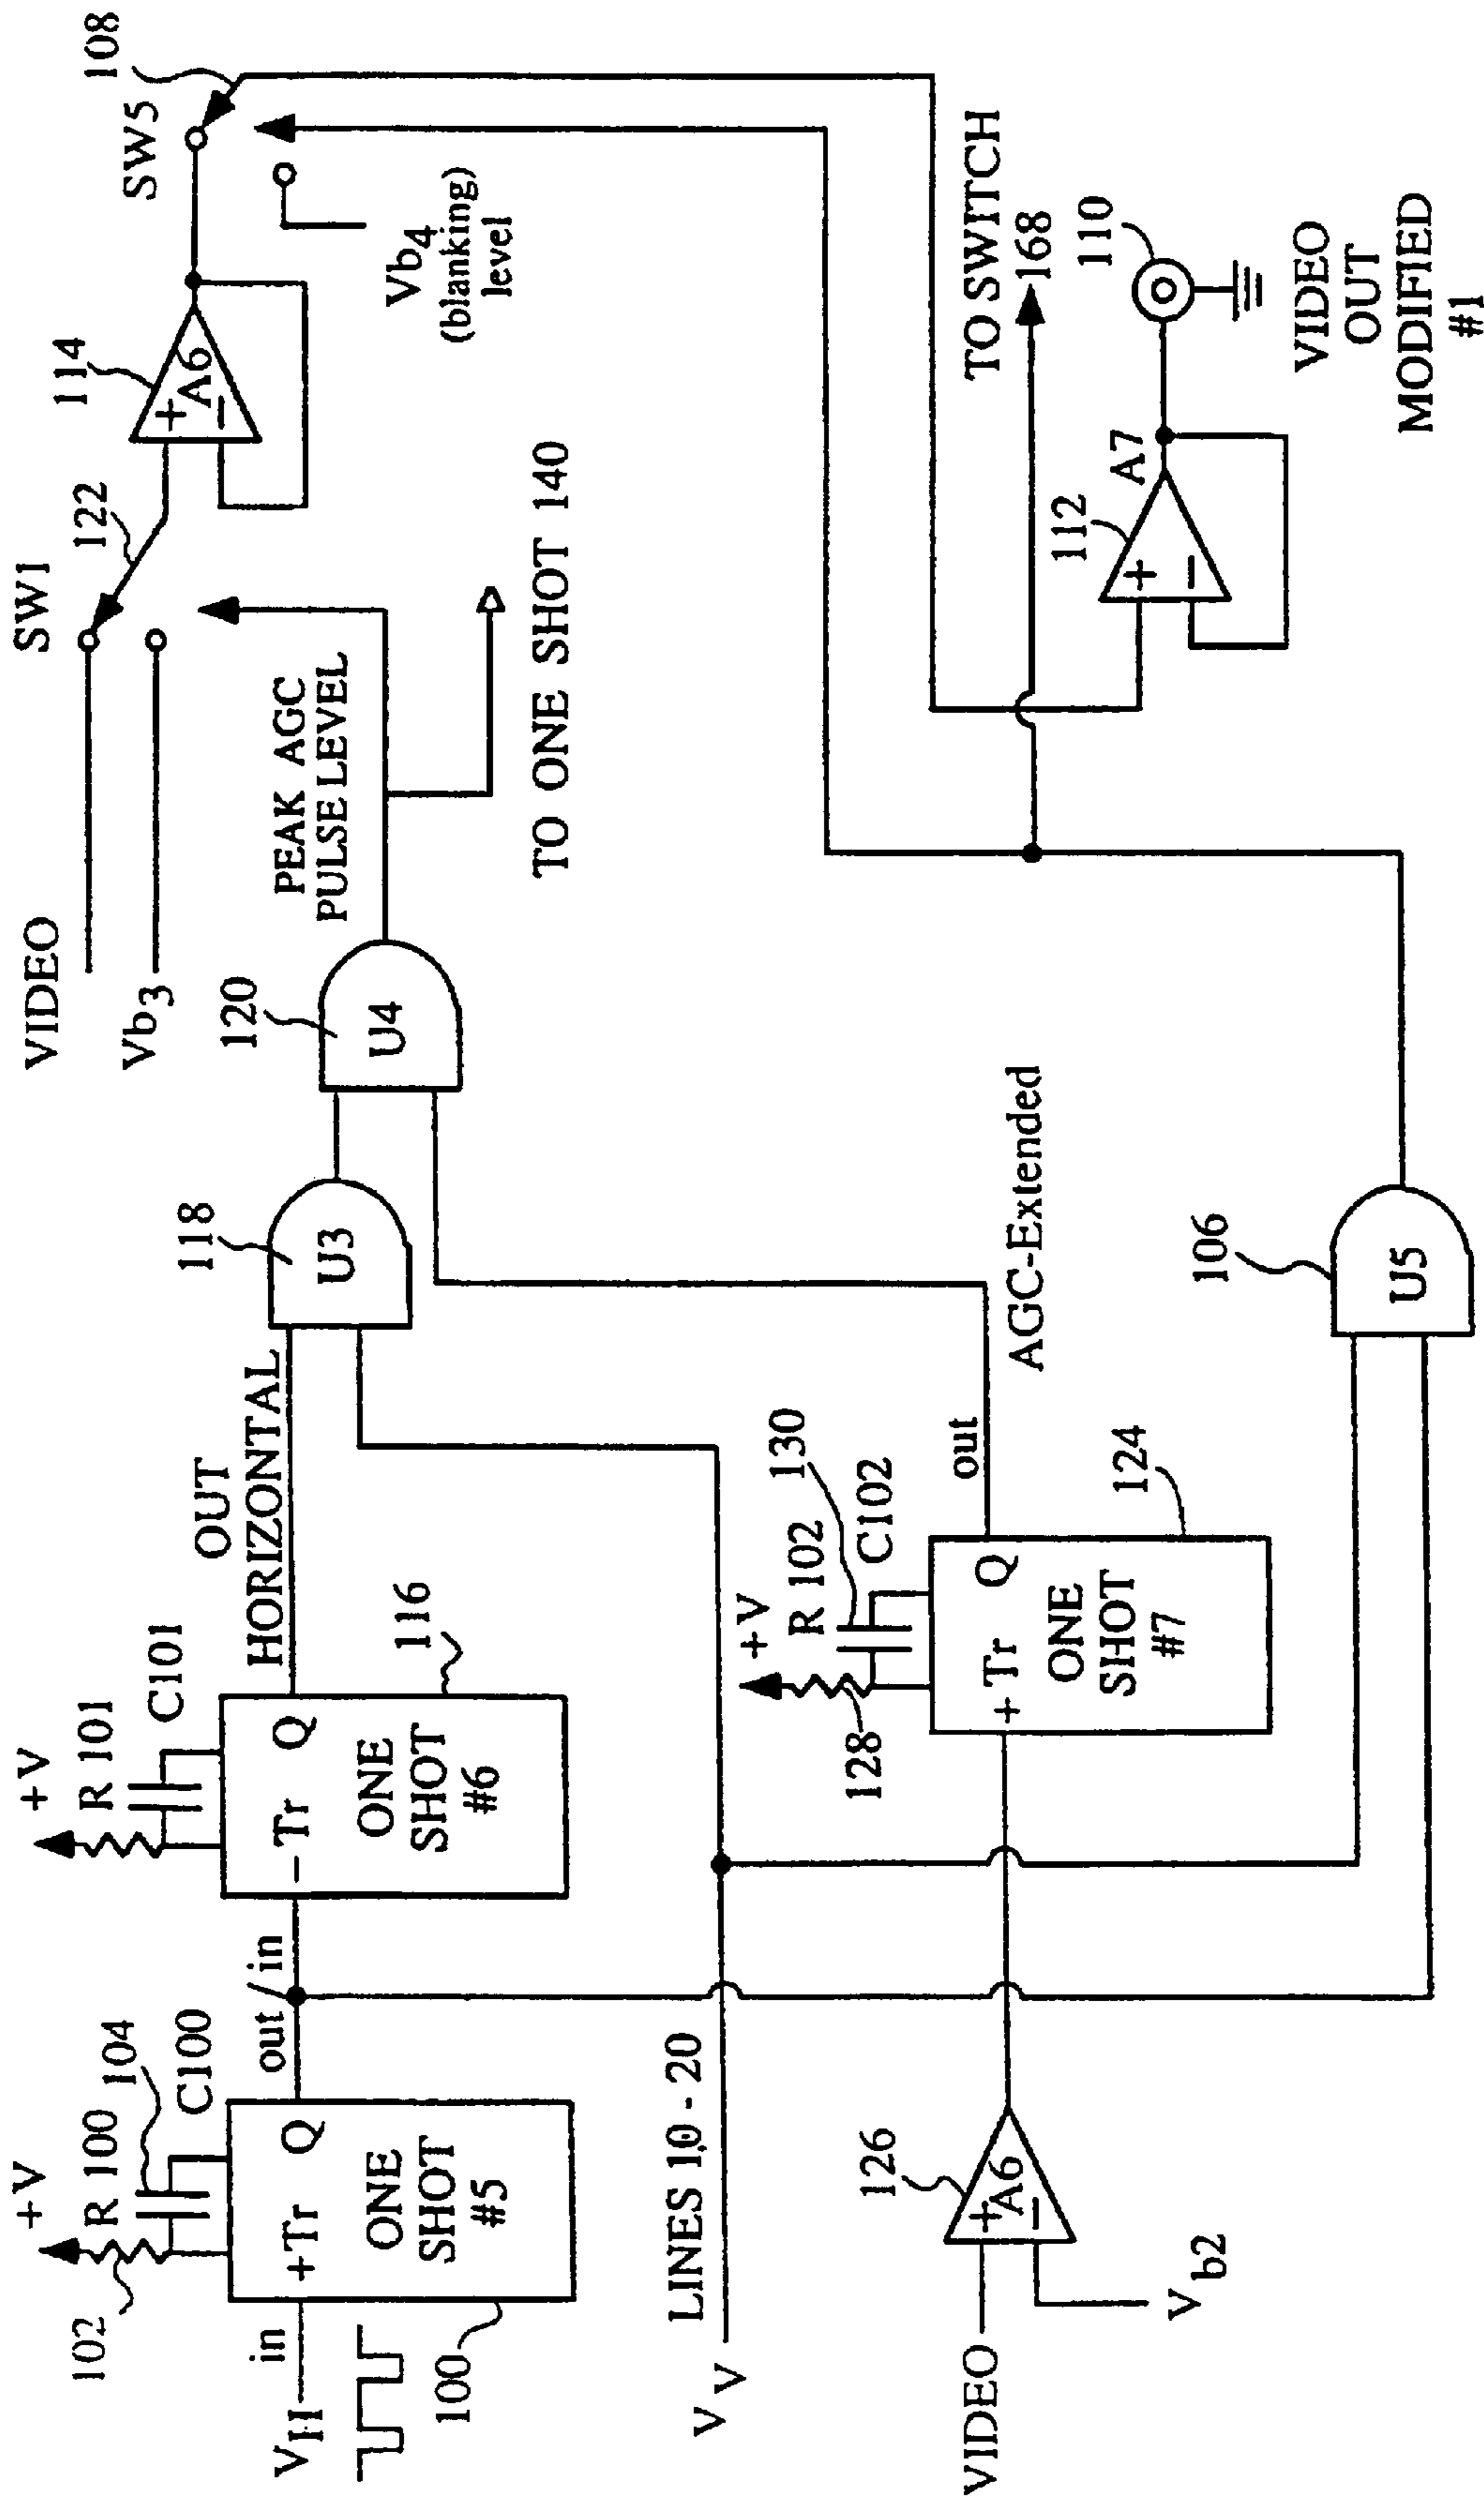 +V
R 100
104
C100
102
in
VH
+Tr
Q
ONE
SHOT
#5
100
out
/ in
+V
R 101
C101
- Tr
Q
ONE
SHOT
#6
116
OUT
HORIZONTAL
118
U3
120
U4
VIDEO
Vb3
SW1
122
PEAK AGC
PULSE LEVEL
TO ONE SHOT 140
114
+
A6
−
SW5
108
Vb4
(blanking)
level
VV
LINES 10 - 20
VIDEO
Vb2
126
+
A6
−
+V
R 102
130
C102
128
+ Tr
Q
ONE
SHOT
#7
124
out
AGC-Extended
106
U5
112
A7
+
−
TO SWITCH
168
110
VIDEO
OUT
MODIFIED
#1